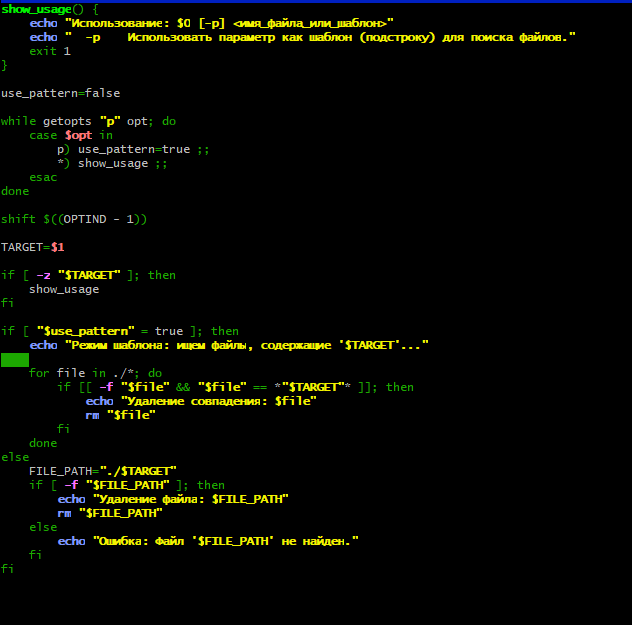 show_usage() {
    echo "Использование: $0 [-p] <имя_файла_или_шаблон>"
    echo "  -p    Использовать параметр как шаблон (подстроку) для поиска файлов."
    exit 1
}

use_pattern=false

while getopts "p" opt; do
    case $opt in
        p) use_pattern=true ;;
        *) show_usage ;;
    esac
done

shift $((OPTIND - 1))

TARGET=$1

if [ -z "$TARGET" ]; then
    show_usage
fi

if [ "$use_pattern" = true ]; then
    echo "Режим шаблона: ищем файлы, содержащие '$TARGET'..."

    for file in ./*; do
        if [[ -f "$file" && "$file" == *"$TARGET"* ]]; then
            echo "Удаление совпадения: $file"
            rm "$file"
        fi
    done
else
    FILE_PATH="./$TARGET"
    if [ -f "$FILE_PATH" ]; then
        echo "Удаление файла: $FILE_PATH"
        rm "$FILE_PATH"
    else
        echo "Ошибка: Файл '$FILE_PATH' не найден."
    fi
fi